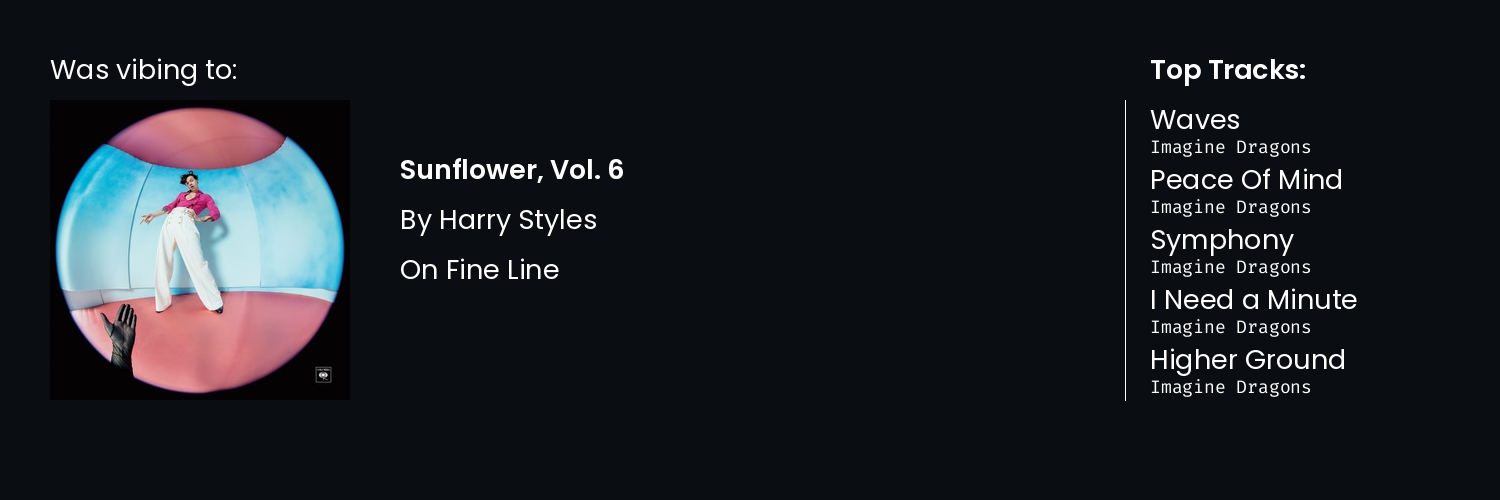 Was vibing to:
Sunflower, Vol. 6
By Harry Styles
On Fine Line
Top Tracks:
Waves
Imagine Dragons
Peace Of Mind
Imagine Dragons
Symphony
Imagine Dragons
I Need a Minute
Imagine Dragons
Higher Ground
Imagine Dragons